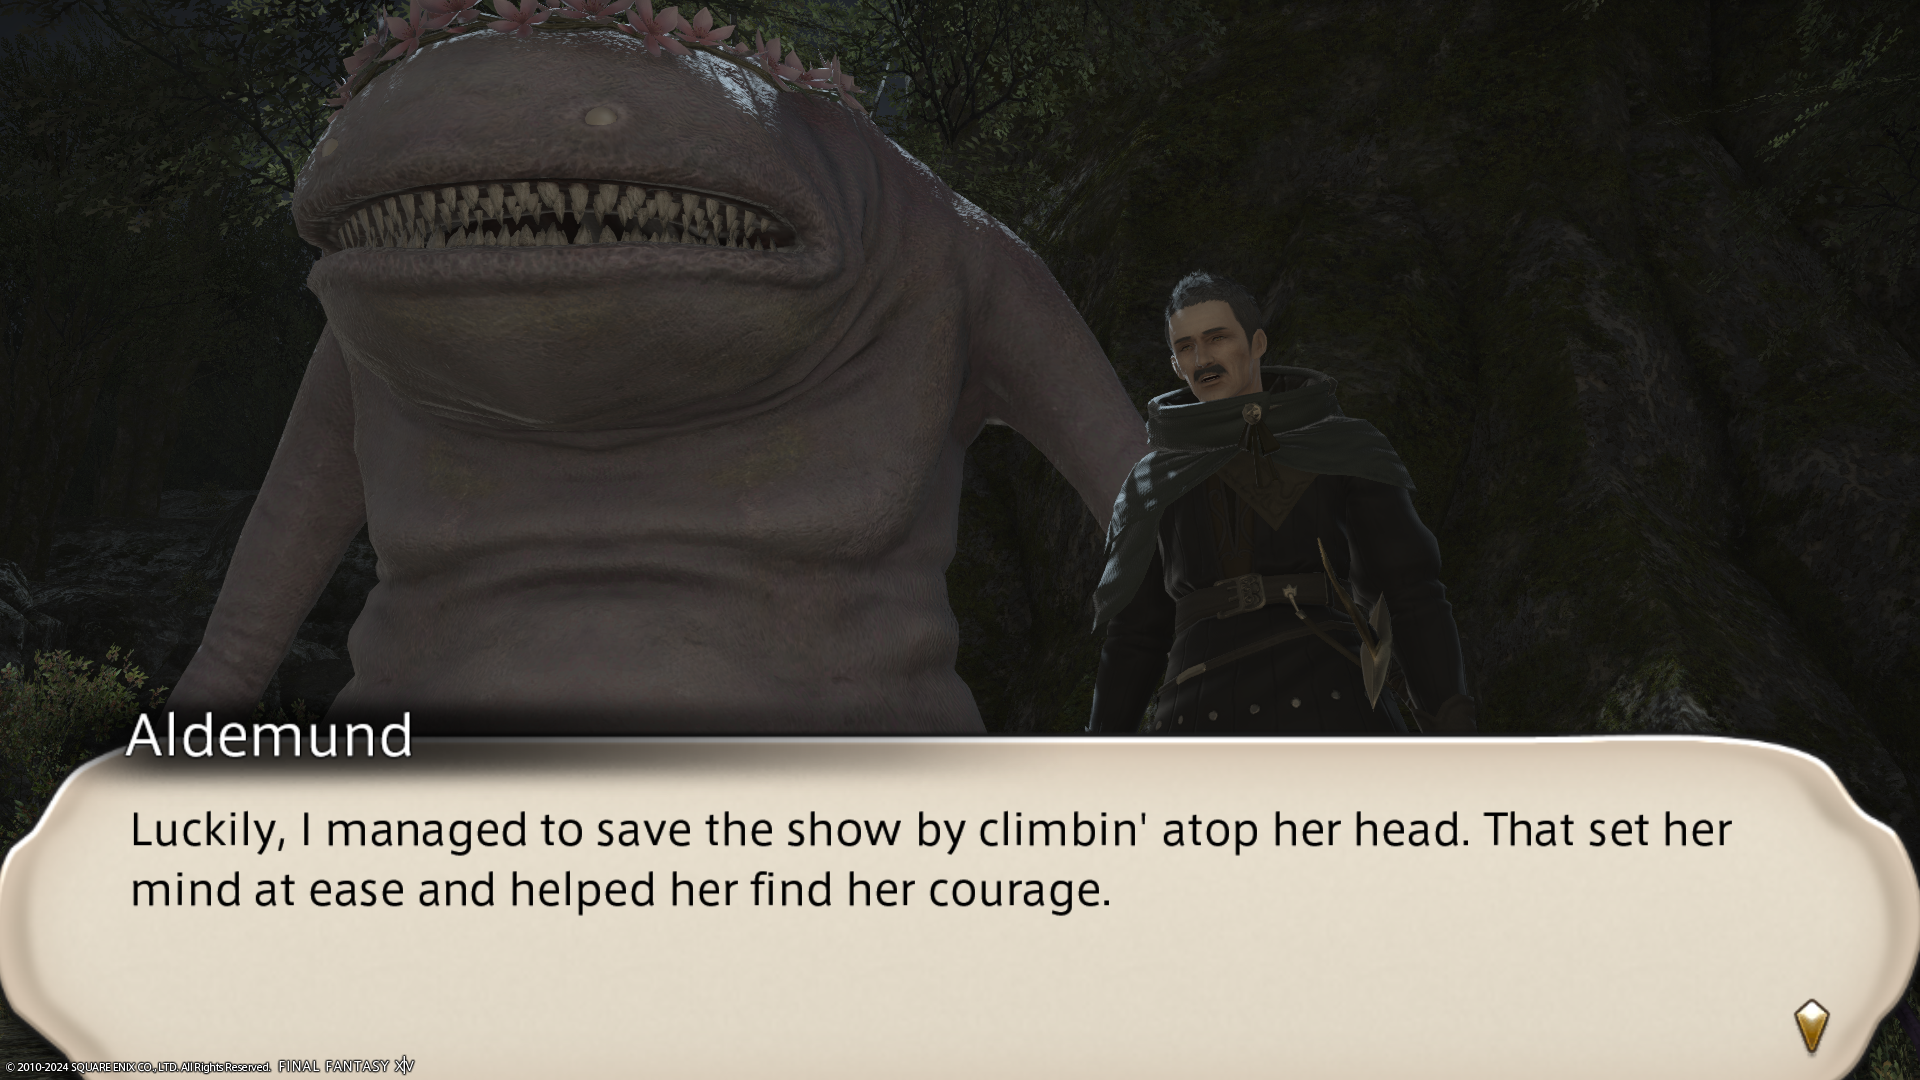 Aldemund
Luckily, I managed to save the show by climbin' atop her head. That set her
mind at ease and helped her find her courage.
© 2010-2024 SQUARE ENIX CO., LTD. All Rights Reserved. FINAL FANTASY XIV